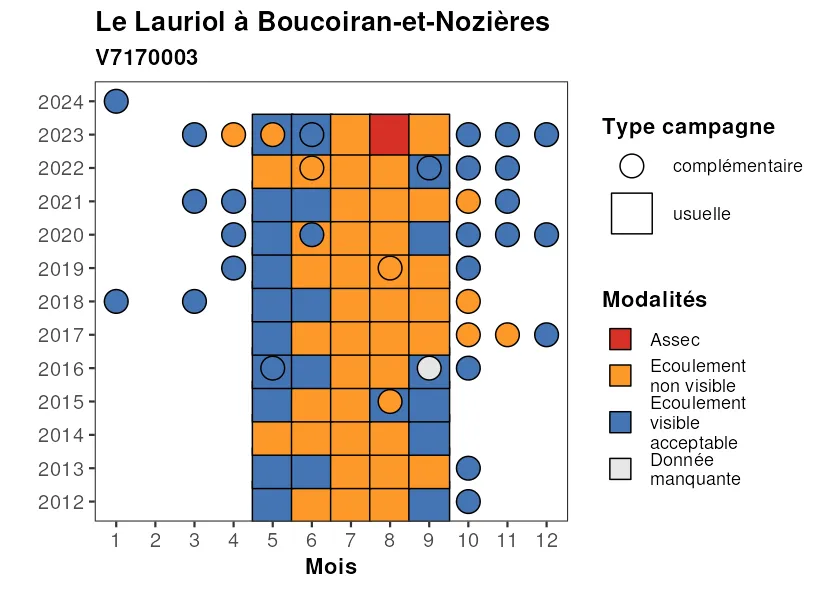 Le Lauriol à Boucoiran-et-Nozières
V7170003
2024
2023
2022
2021
2020
2019
2018
2017
2016
2015
2014
2013
2012
1 2 3 4 5 6 7 8 9 10 11 12
Mois
Type campagne
complémentaire
usuelle
Modalités
Assec
Ecoulement
non visible
Ecoulement
visible
acceptable
Donnée
manquante